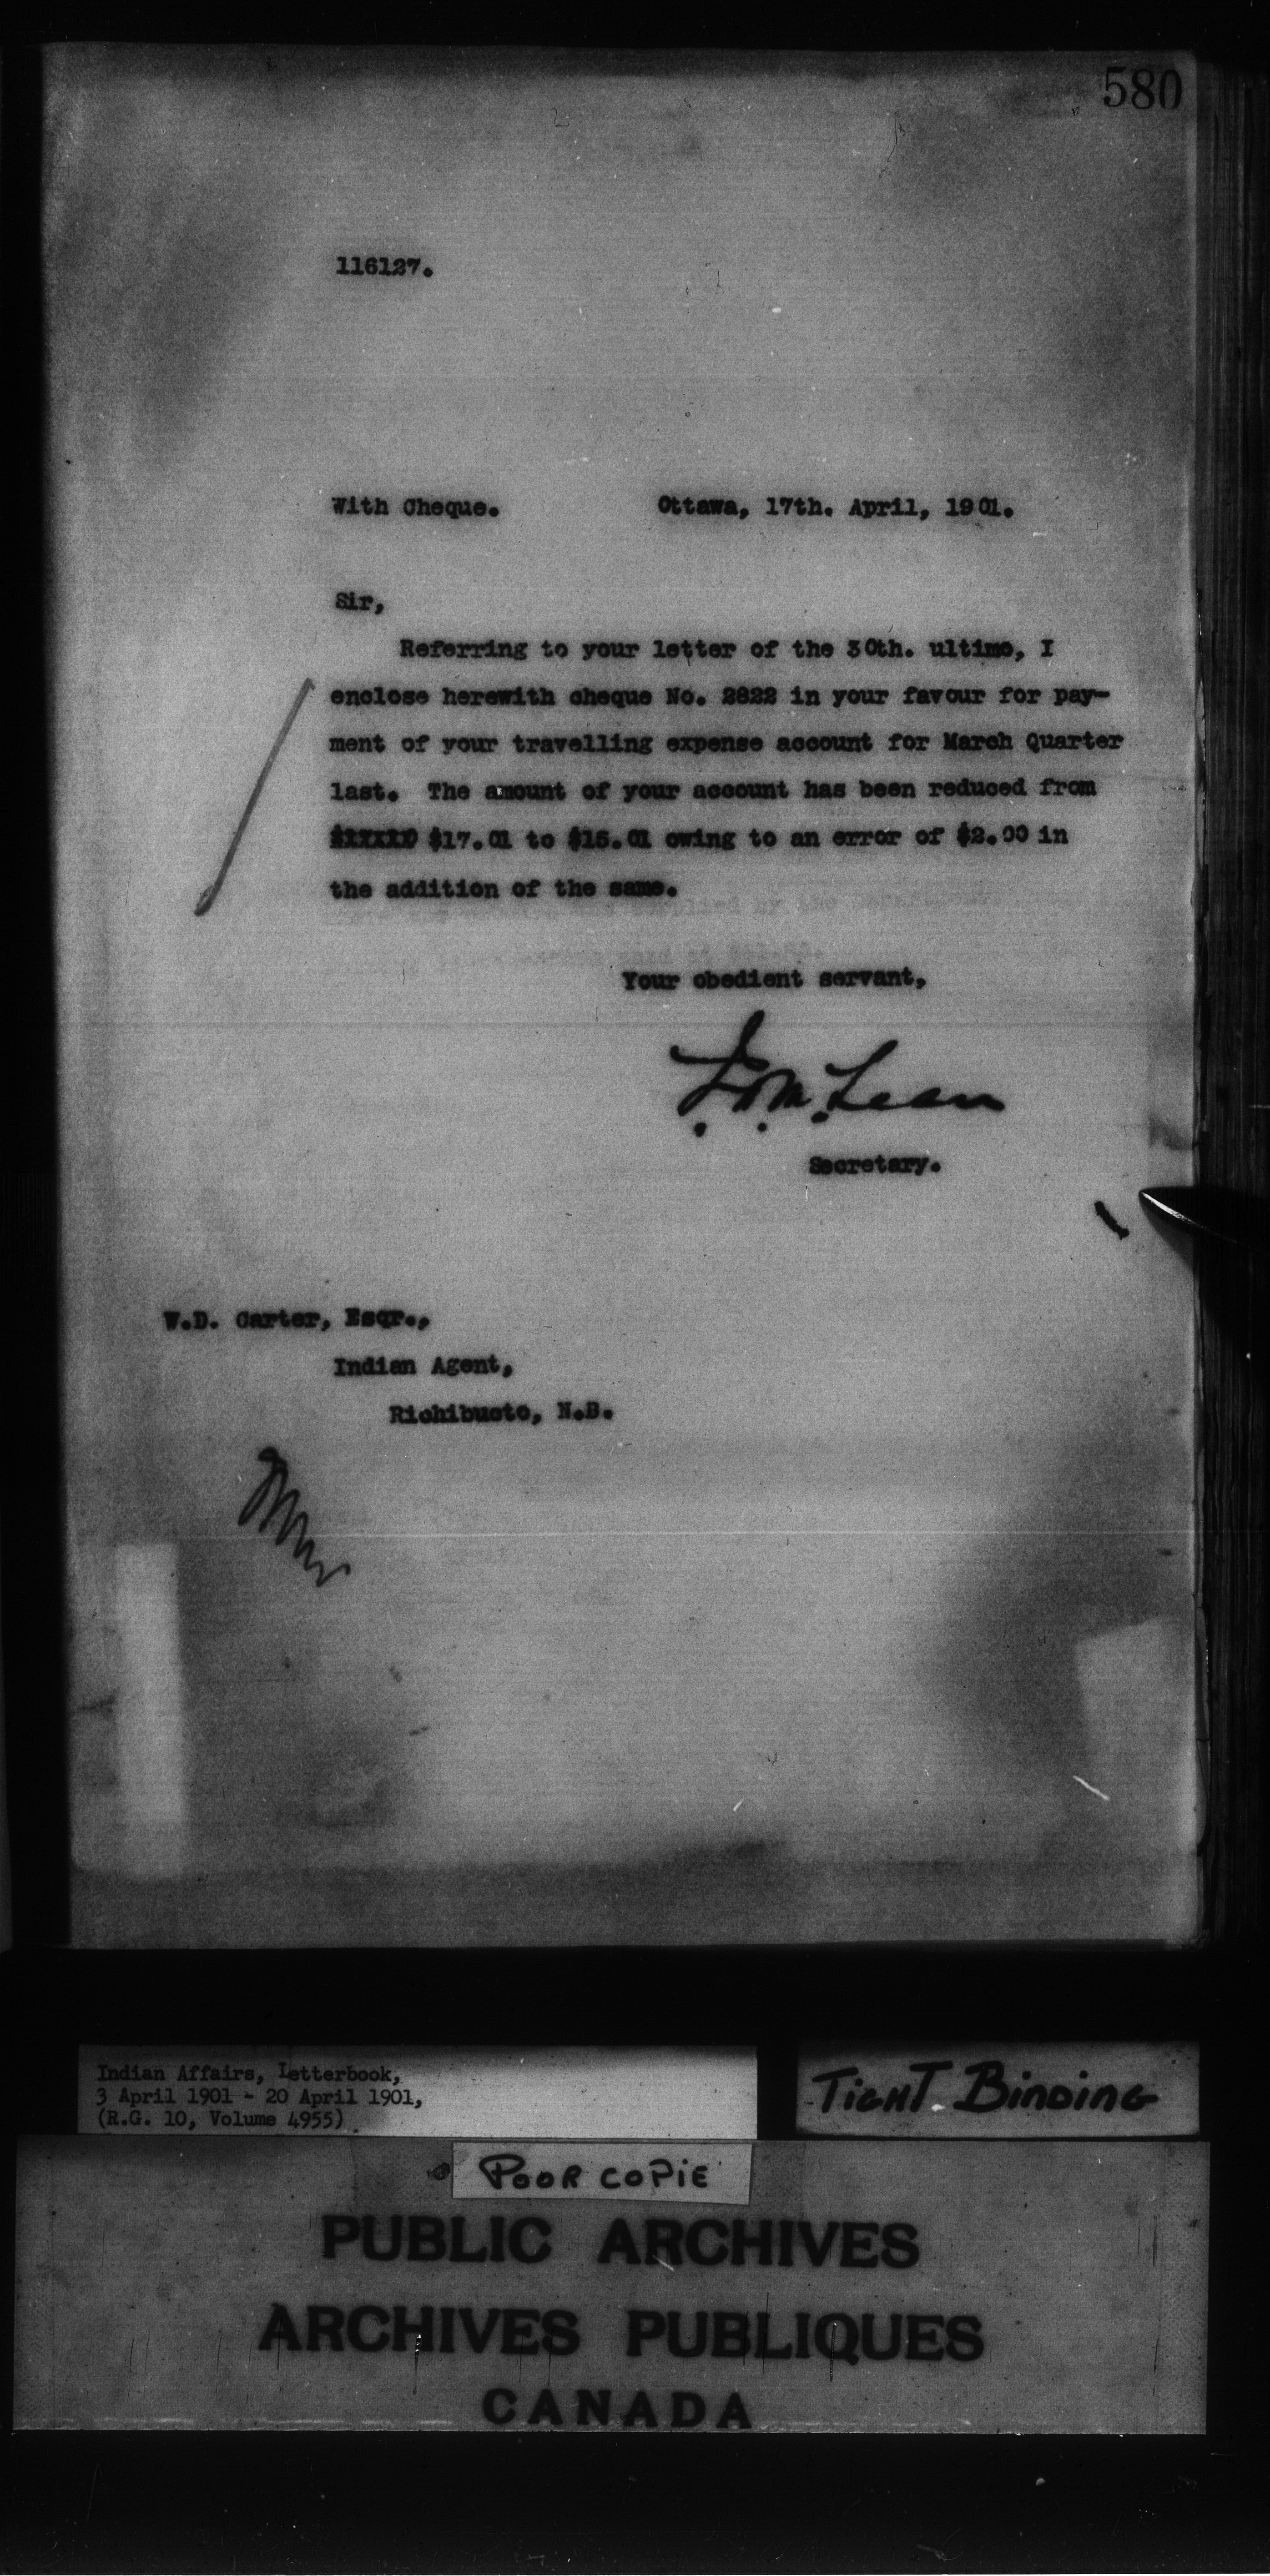 580
116127.
With Cheque. Ottawa, 17th. April, 1901.
Sir,
Referring to your letter of the 30th. ultimo, I
enclose herewith cheque No. 2822 in your favour for pay-
ment of your travelling expense account for March Quarter
last. The amount of your account has been reduced from
$17.01 to $15.01 owing to an error of $2.00 in
the addition of the same.
Your obedient servant,
J.D.McLean
Secretary.
W.D. Carter, Esqr.,
Indian Agent,
Richibucto, N.B.
Indian Affairs, Letterbook,
3 April 1901 - 20 April 1901,
(R.G. 10, Volume 4955)
TIGHT BINDING
POOR COPIE
PUBLIC ARCHIVES
ARCHIVES PUBLIQUES
CANADA